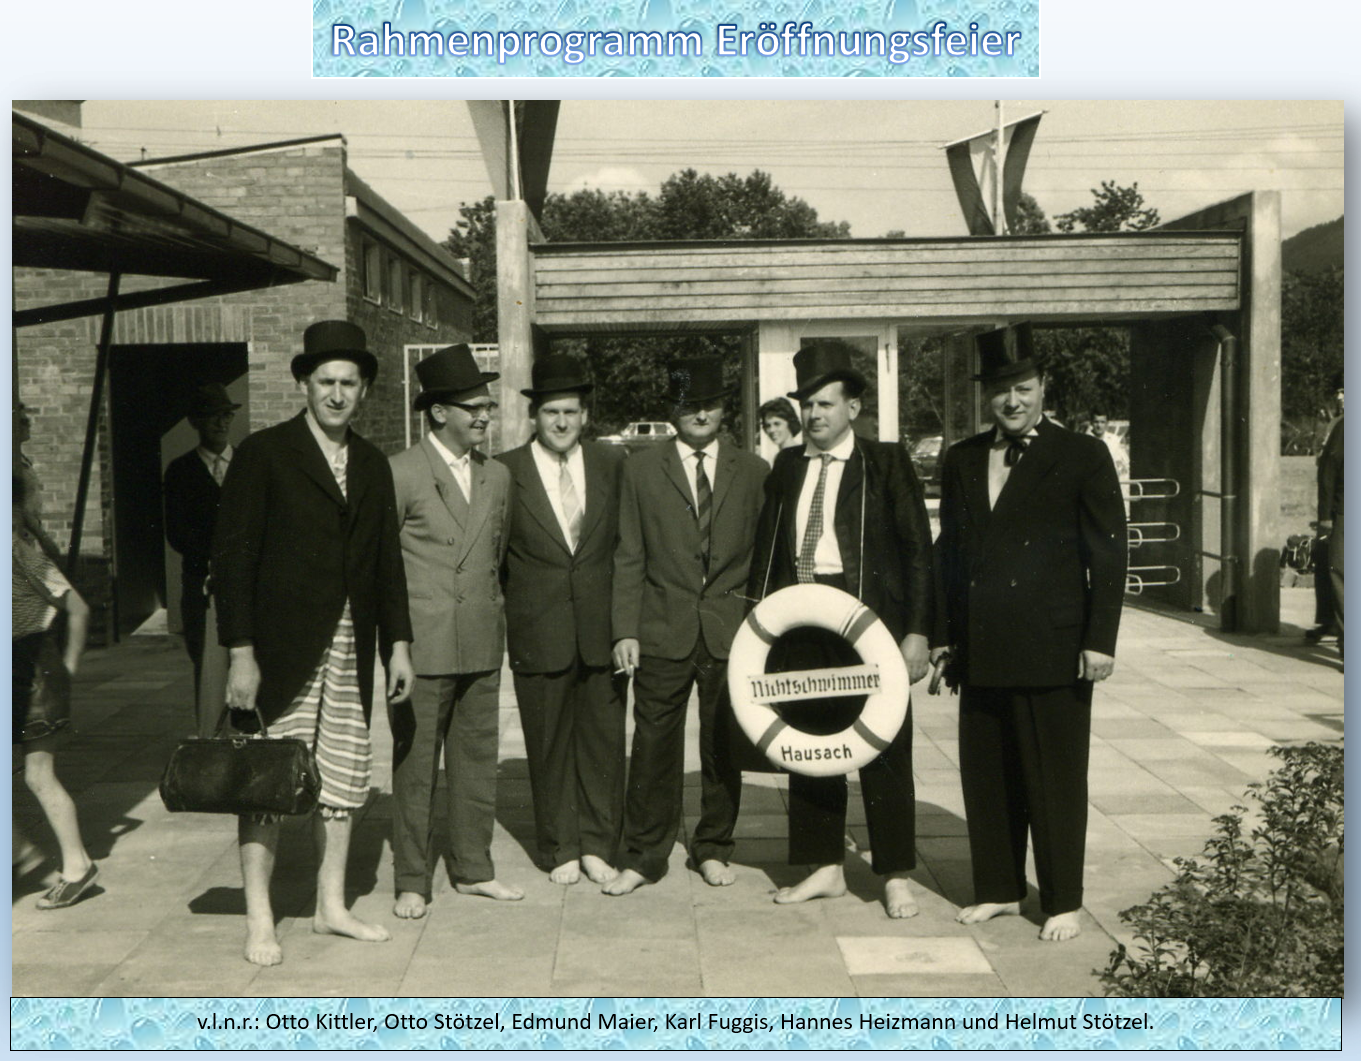 Rahmenprogramm Eröffnungsfeier
Nichtschwimmer
Hausach
v.l.n.r.: Otto Kittler, Otto Stötzel, Edmund Maier, Karl Fuggis, Hannes Heizmann und Helmut Stötzel.